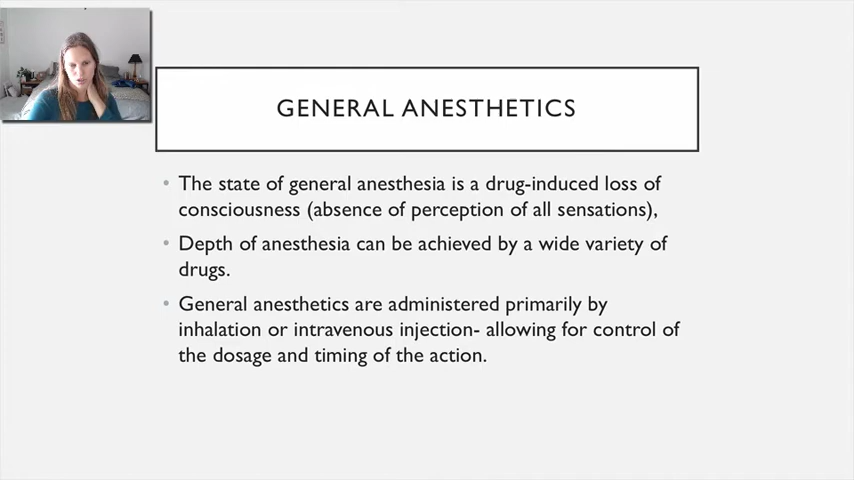 GENERAL ANESTHETICS
• The state of general anesthesia is a drug-induced loss of
consciousness (absence of perception of all sensations),
• Depth of anesthesia can be achieved by a wide variety of
drugs.
• General anesthetics are administered primarily by
inhalation or intravenous injection- allowing for control of
the dosage and timing of the action.